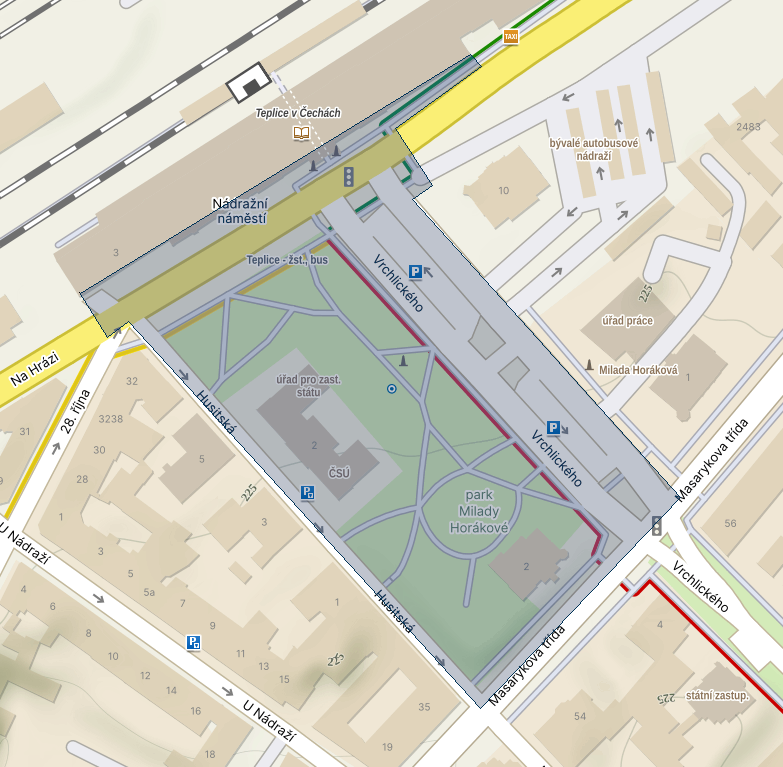 TAXI
Teplice v Čechách
2483
bývalé autobusové
nádraží
10
Nádražní
náměstí
3
Teplice - žst., bus
P
Vrchlického
225
úřad práce
Milada Horáková
1
Na Hrází
28. října
32
3238
31
30
28
1
5
Husitská
úřad pro zast.
státu
2
ČSÚ
P
225
3
P
Vrchlického
Masarykova třída
56
park
Milady
Horákové
2
Vrchlického
U Nádraží
3
5
5a
7
9
11
13
15
4
6
8
10
12
14
16
18
P
1
225
Husitská
U Nádraží
35
19
Masarykova třída
4
54
225
státní zastup.